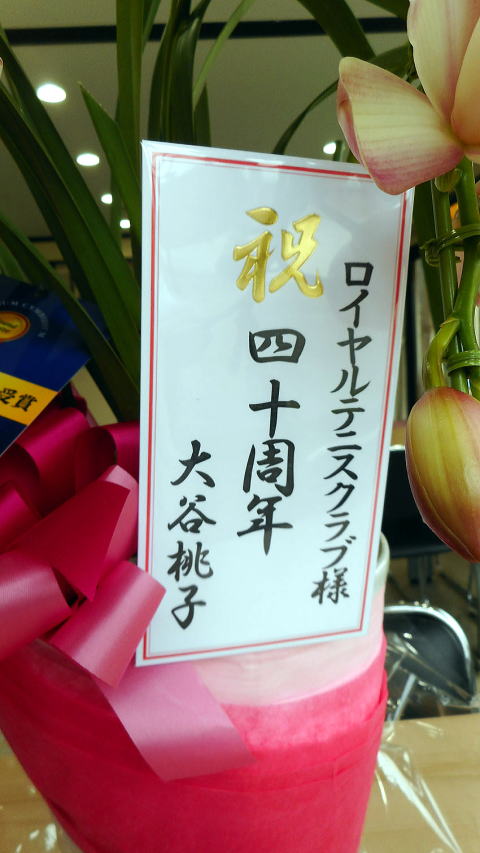 ロイヤルテニスクラブ様
祝
四十周年
大谷桃子
受賞